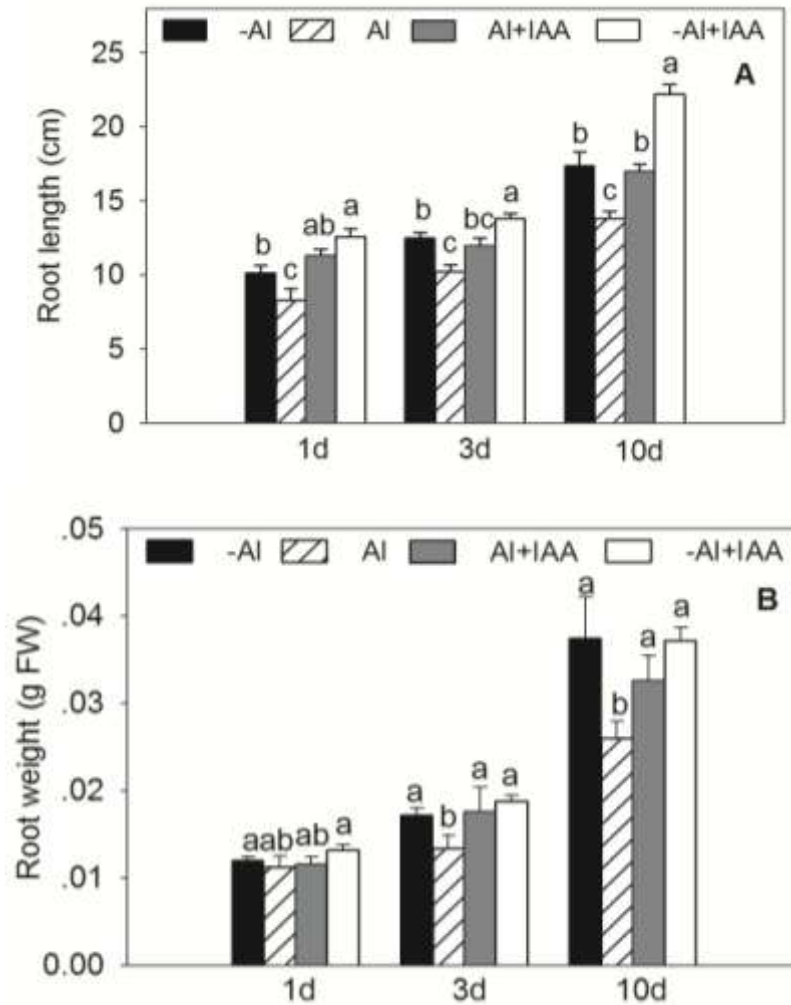 -Al Al Al+IAA -Al+IAA
A
25
20
15
10
5
0
Root length (cm)
b c ab a
b c bc a
b c b a
1d 3d 10d
-Al Al Al+IAA -Al+IAA
B
.05
.04
.03
.02
.01
0.00
Root weight (g FW)
a ab ab a
a b a a
a b a a
1d 3d 10d